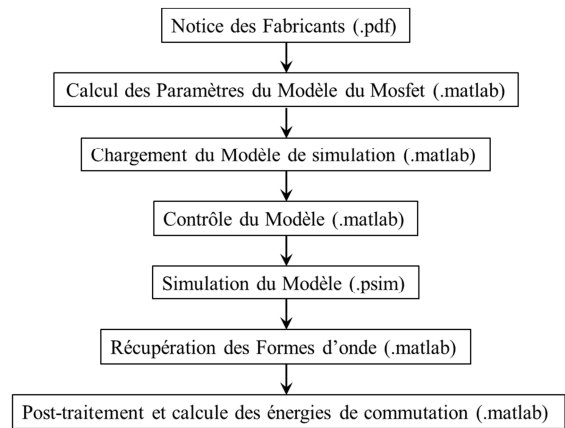 Notice des Fabricants (.pdf)
Calcul des Paramètres du Modèle du Mosfet (.matlab)
Chargement du Modèle de simulation (.matlab)
Contrôle du Modèle (.matlab)
Simulation du Modèle (.psim)
Récupération des Formes d'onde (.matlab)
Post-traitement et calcule des énergies de commutation (.matlab)